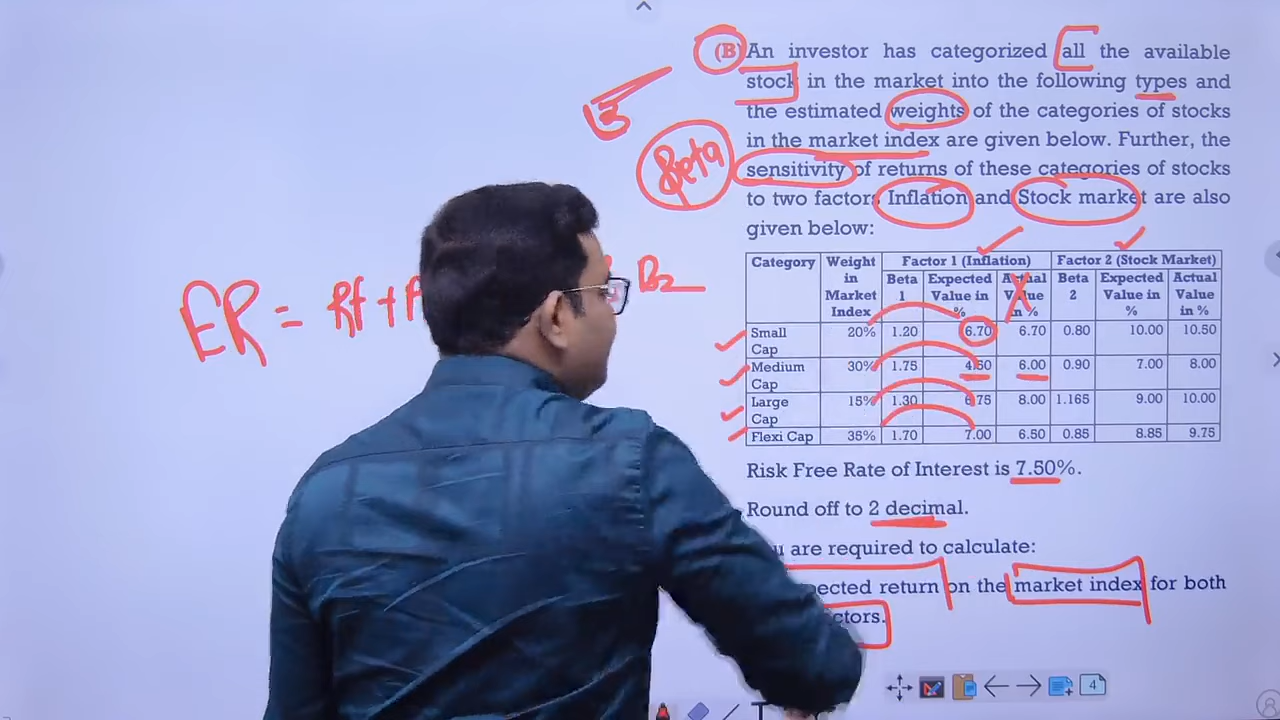 (B) An investor has categorized all the available
stock in the market into the following types and
the estimated weights of the categories of stocks
in the market index are given below. Further, the
sensitivity of returns of these categories of stocks
to two factors Inflation and Stock market are also
given below:
Beta
ER = Rf + B2
Category Weight in Market Index Factor 1 (Inflation) Factor 2 (Stock Market)
Beta 1 Expected Value in % Actual Value in % Beta 2 Expected Value in % Actual Value in %
Small Cap 20% 1.20 6.70 6.70 0.80 10.00 10.50
Medium Cap 30% 1.75 4.50 6.00 0.90 7.00 8.00
Large Cap 15% 1.30 6.75 8.00 1.165 9.00 10.00
Flexi Cap 35% 1.70 7.00 6.50 0.85 8.85 9.75
Risk Free Rate of Interest is 7.50%.
Round off to 2 decimal.
are required to calculate:
return on the market index for both
4